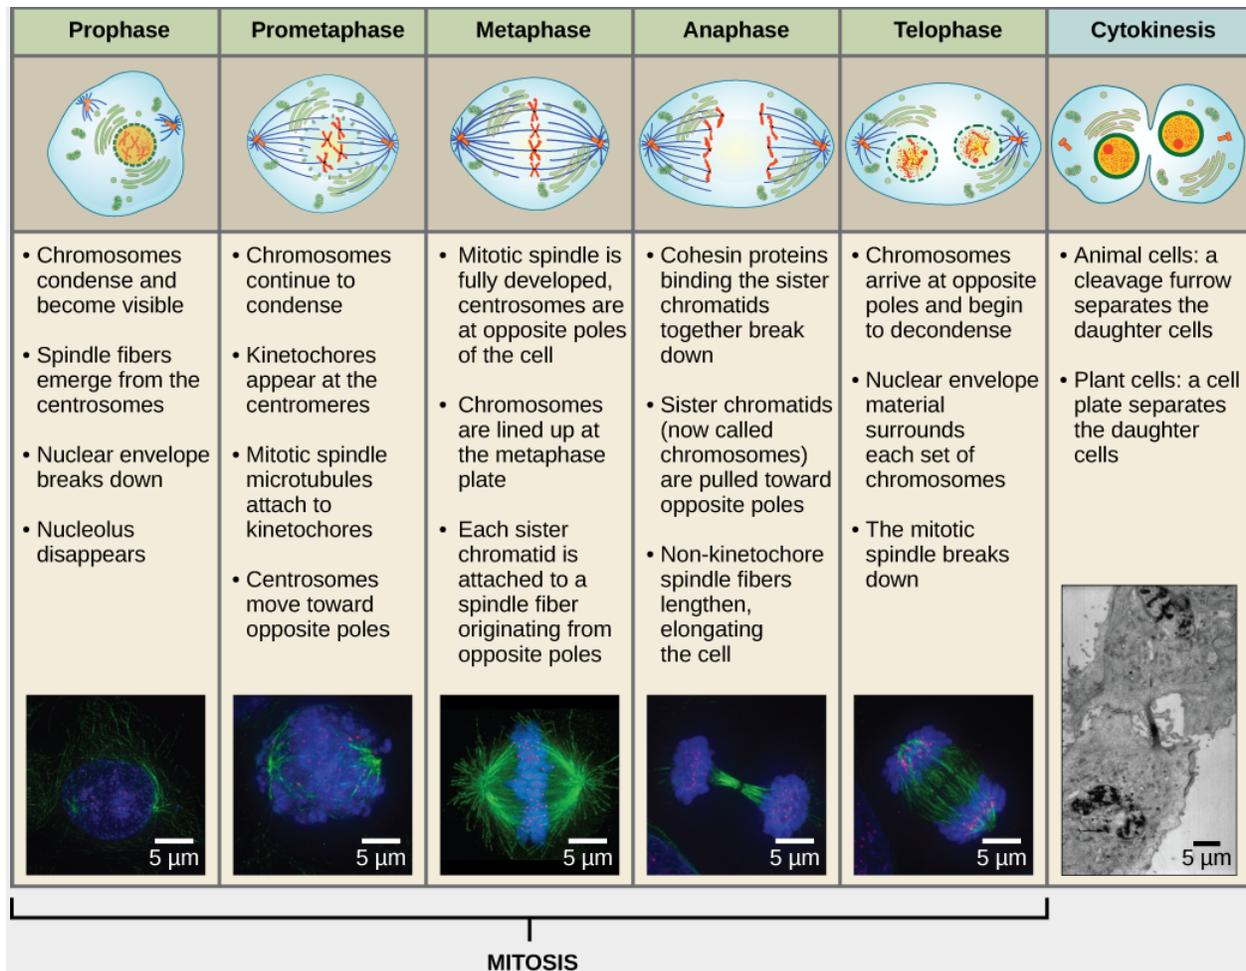 Prophase
Prometaphase
Metaphase
Anaphase
Telophase
Cytokinesis
• Chromosomes
condense and
become visible
• Spindle fibers
emerge from the
centrosomes
• Nuclear envelope
breaks down
• Nucleolus
disappears
• Chromosomes
continue to
condense
• Kinetochores
appear at the
centromeres
• Mitotic spindle
microtubules
attach to
kinetochores
• Centrosomes
move toward
opposite poles
• Mitotic spindle is
fully developed,
centrosomes are
at opposite poles
of the cell
• Chromosomes
are lined up at
the metaphase
plate
• Each sister
chromatid is
attached to a
spindle fiber
originating from
opposite poles
• Cohesin proteins
binding the sister
chromatids
together break
down
• Sister chromatids
(now called
chromosomes)
are pulled toward
opposite poles
• Non-kinetochore
spindle fibers
lengthen,
elongating
the cell
• Chromosomes
arrive at opposite
poles and begin
to decondense
• Nuclear envelope
material
surrounds
each set of
chromosomes
• The mitotic
spindle breaks
down
• Animal cells: a
cleavage furrow
separates the
daughter cells
• Plant cells: a cell
plate separates
the daughter
cells
5 µm
5 µm
5 µm
5 µm
5 µm
5 µm
MITOSIS